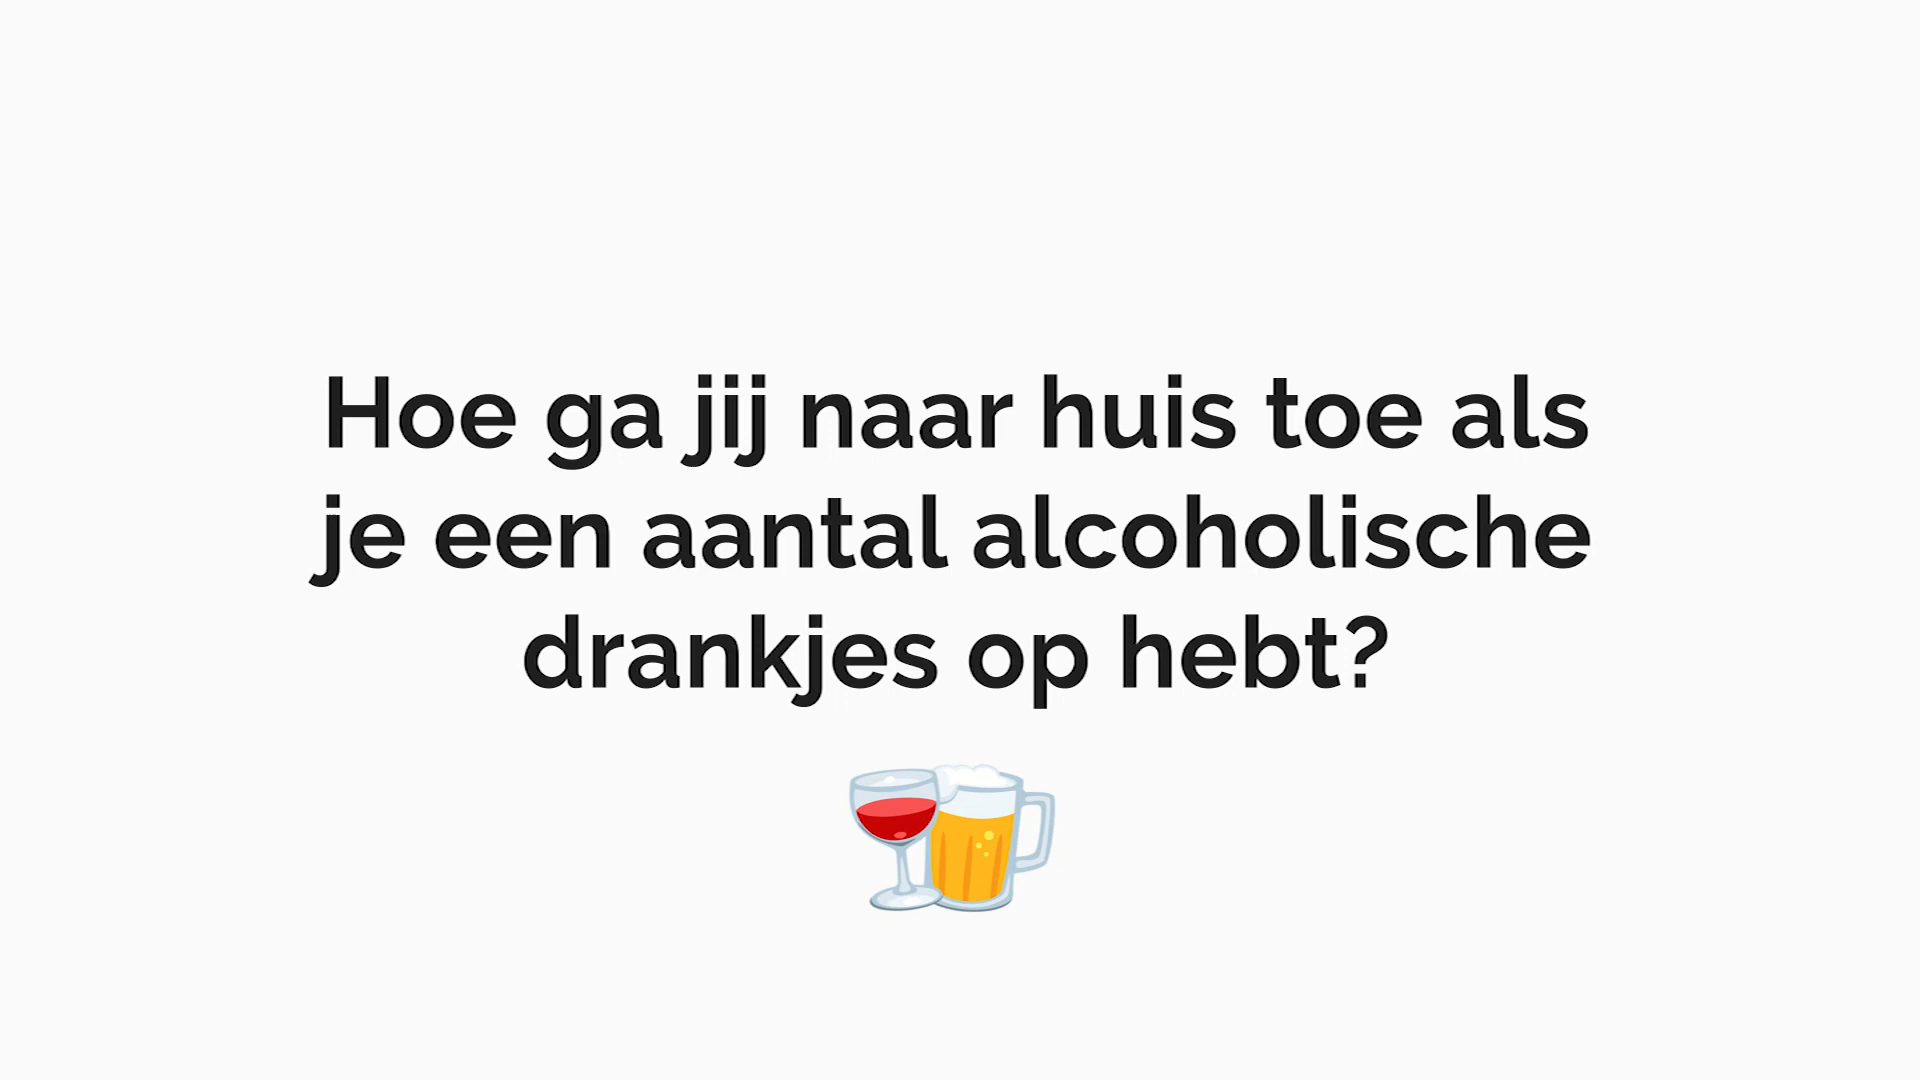 Hoe ga jij naar huis toe als
je een aantal alcoholische
drankjes op hebt?